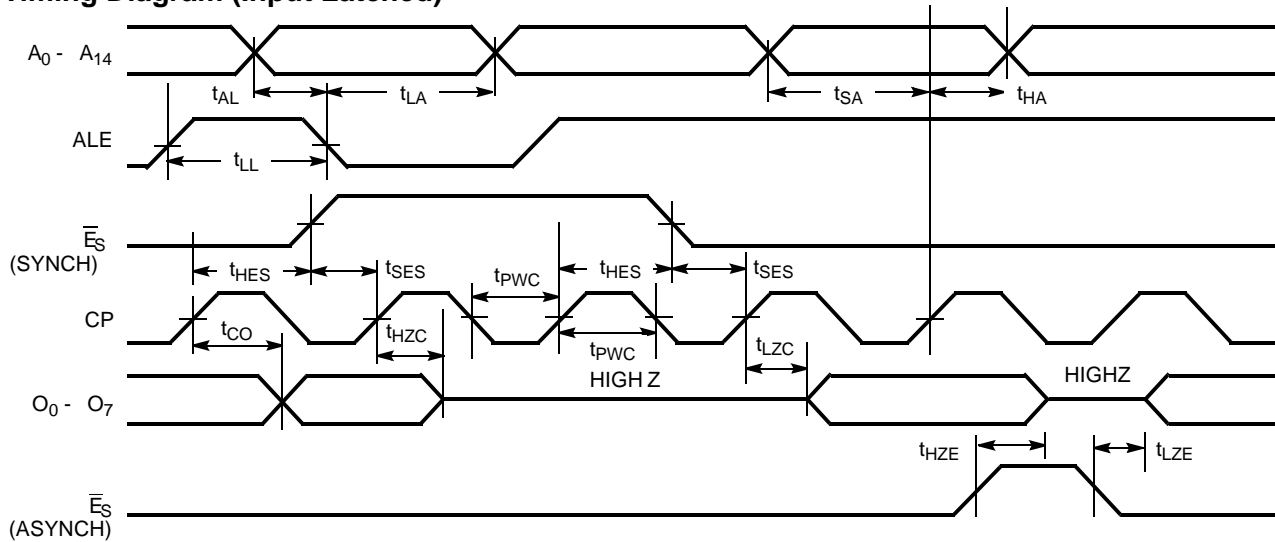 Timing Diagram (Input Latched)
A0 - A14
tAL
tLA
tSA
tHA
ALE
tLL
ES
(SYNCH)
tHES
tSES
tPWC
tHES
tSES
CP
tCO
tHZC
tPWC
tLZC
HIGH Z
HIGHZ
O0 - O7
tHZE
tLZE
ES
(ASYNCH)